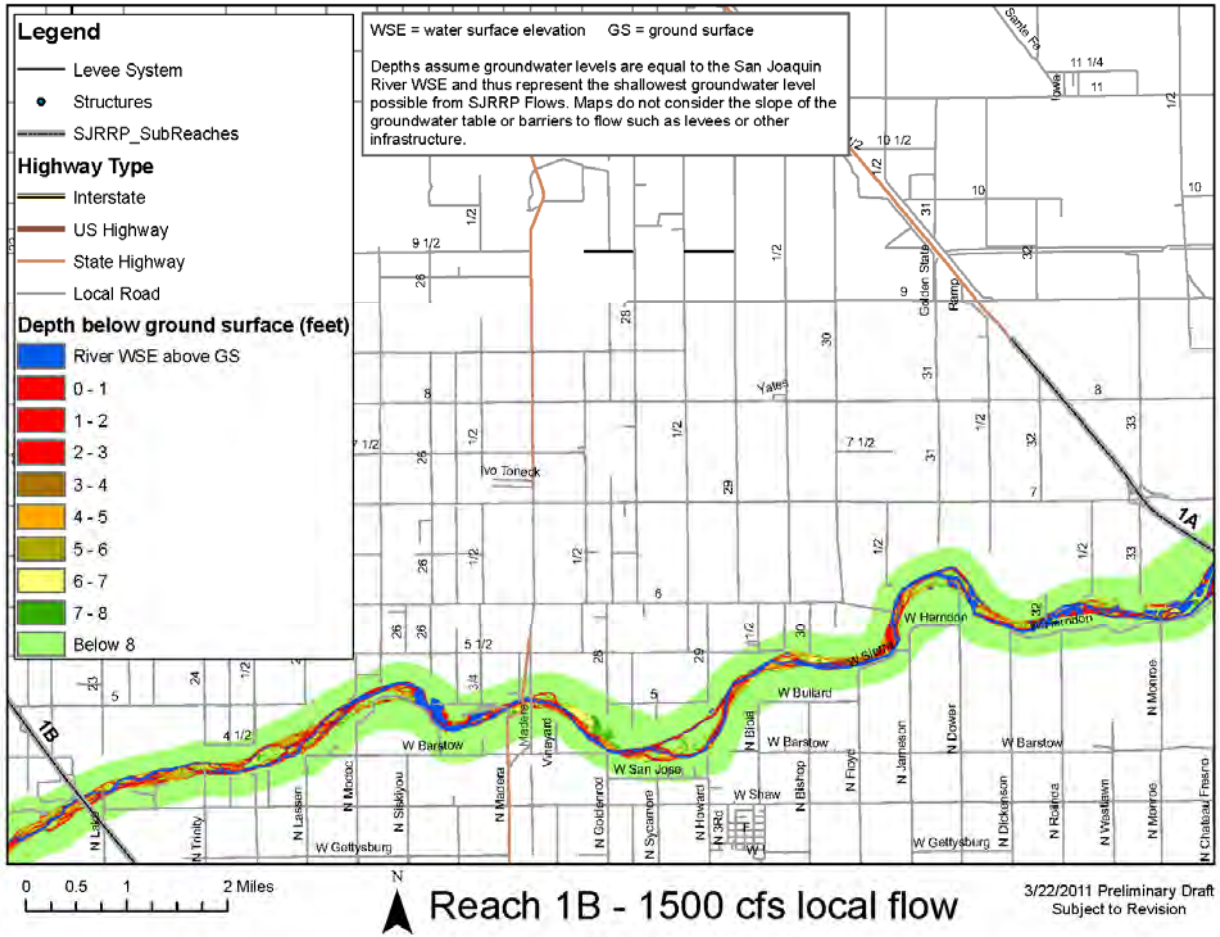 Legend
Levee System
Structures
SJRRP_SubReaches
Highway Type
Interstate
US Highway
State Highway
Local Road
Depth below ground surface (feet)
River WSE above GS
0 - 1
1 - 2
2 - 3
3 - 4
4 - 5
5 - 6
6 - 7
7 - 8
Below 8
WSE = water surface elevation GS = ground surface
Depths assume groundwater levels are equal to the San Joaquin
River WSE and thus represent the shallowest groundwater level
possible from SJRRP Flows. Maps do not consider the slope of the
groundwater table or barriers to flow such as levees or other
infrastructure.
Sante Fe
11 1/4
11
Iowa
1/2
1/2
10 1/2
1/2
10
10
31
1/2
9 1/2
26
1/2
32
Golden State
Ramp
9
28
30
31
Yates
8
8
33
1/2
1/2
7 1/2
26
1/2
7 1/2
31
32
Ivo Toneck
29
7
1A
26
1/2
1/2
1/2
1/2
33
6
26
26
5 1/2
28
29
1/2
30
W Herndon
32
W Herndon
23
24
1/2
5
3/4
5
W Bullard
1B
4 1/2
W Barstow
Madera
Vineyard
W San Jose
N Biola
W Barstow
W Barstow
N Monroe
N Lake
N Trinity
N Lassen
N Modoc
N Siskiyou
N Madera
N Goldenrod
N Sycamore
N Howard
N 3Rd
W Shaw
N Bishop
N Floyd
N Jameson
N Dower
N Dickenson
N Rolinda
N Westlawn
N Monroe
N Chateau Fresno
W Gettysburg
W Gettysburg
0 0.5 1 2 Miles
N
Reach 1B - 1500 cfs local flow
3/22/2011 Preliminary Draft
Subject to Revision